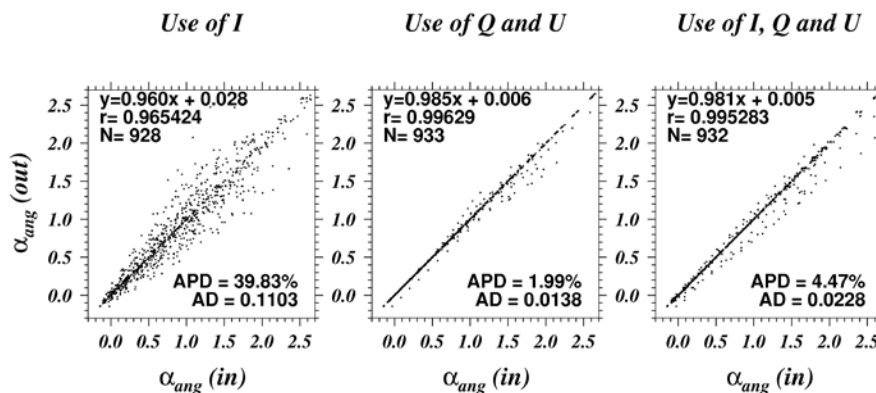 Use of I
Use of Q and U
Use of I, Q and U
α_ang (out)
2.5
2.0
1.5
1.0
0.5
0.0
y=0.960x + 0.028
r= 0.965424
N= 928
APD = 39.83%
AD = 0.1103
0.0 0.5 1.0 1.5 2.0 2.5
α_ang (in)
2.5
2.0
1.5
1.0
0.5
0.0
y=0.985x + 0.006
r= 0.99629
N= 933
APD = 1.99%
AD = 0.0138
0.0 0.5 1.0 1.5 2.0 2.5
α_ang (in)
2.5
2.0
1.5
1.0
0.5
0.0
y=0.981x + 0.005
r= 0.995283
N= 932
APD = 4.47%
AD = 0.0228
0.0 0.5 1.0 1.5 2.0 2.5
α_ang (in)